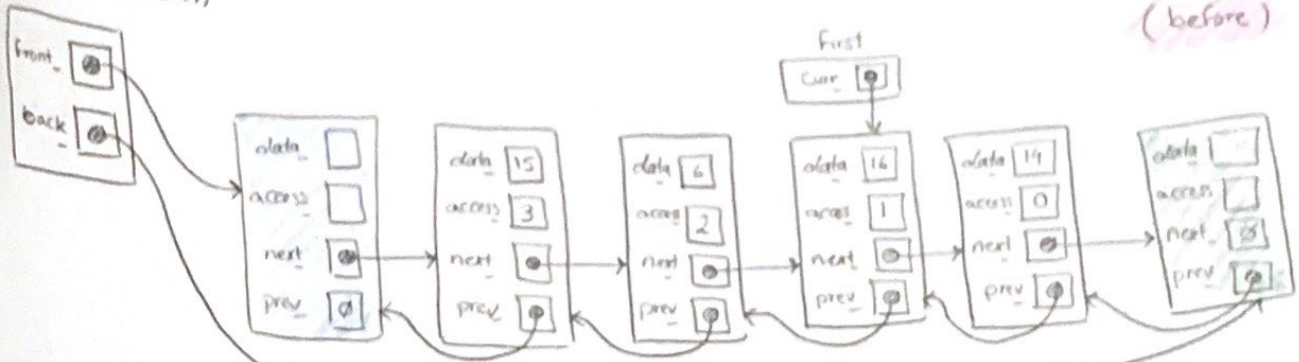 (before)
front_
back_
First
curr_ 
data_
access_
next_
prev_ Ø
data_ 15
access_ 3
next_
prev_
data_ 6
access_ 2
next_
prev_
data_ 16
access_ 1
next_
prev_
data_ 14
access_ 0
next_
prev_
data_
access_
next_ Ø
prev_